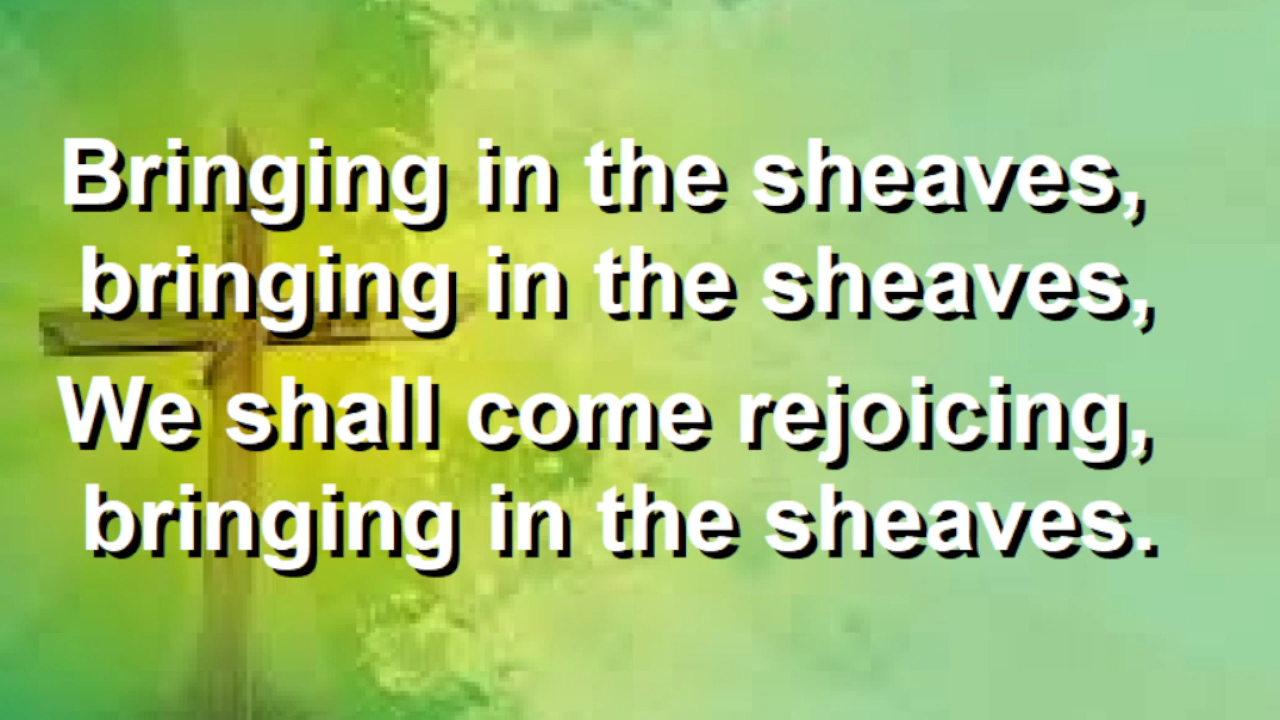 Bringing in the sheaves,
bringing in the sheaves,
We shall come rejoicing,
bringing in the sheaves.